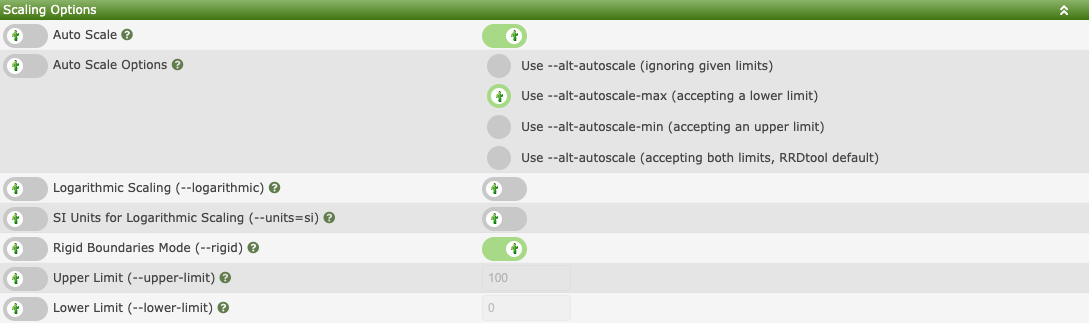 Scaling Options
Auto Scale
Auto Scale Options
Use --alt-autoscale (ignoring given limits)
Use --alt-autoscale-max (accepting a lower limit)
Use --alt-autoscale-min (accepting an upper limit)
Use --alt-autoscale (accepting both limits, RRDtool default)
Logarithmic Scaling (--logarithmic)
SI Units for Logarithmic Scaling (--units=si)
Rigid Boundaries Mode (--rigid)
Upper Limit (--upper-limit) 100
Lower Limit (--lower-limit) 0